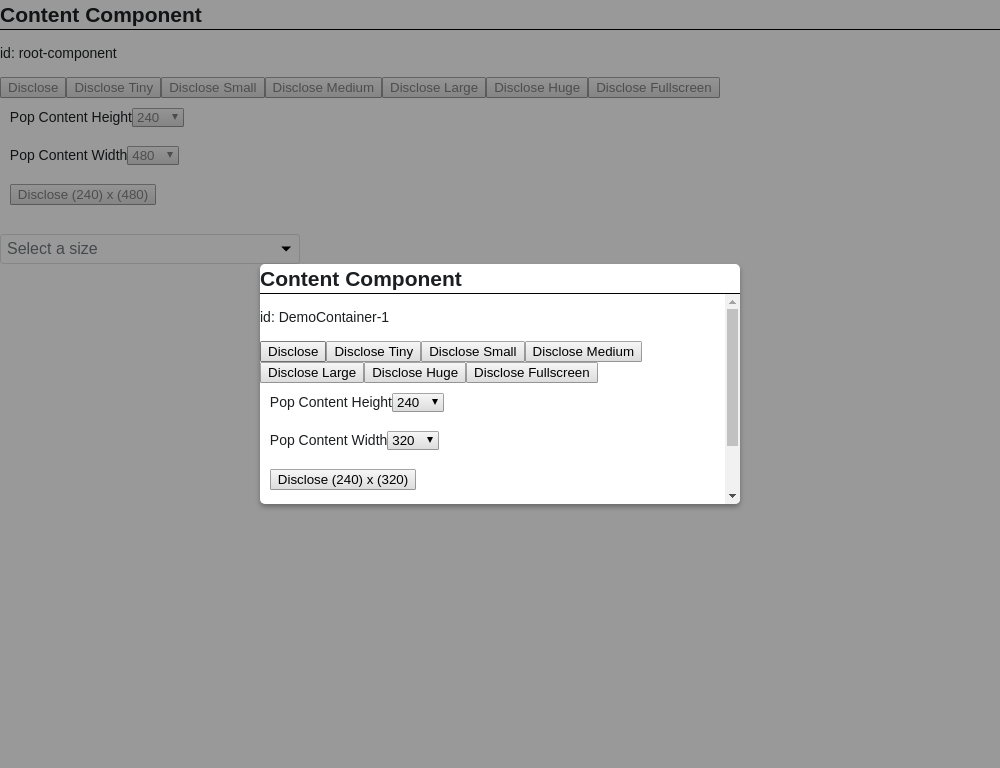 Content Component
id: root-component
Disclose Disclose Tiny Disclose Small Disclose Medium Disclose Large Disclose Huge Disclose Fullscreen
Pop Content Height 240
Pop Content Width 480
Disclose (240) x (480)
Select a size
Content Component
id: DemoContainer-1
Disclose Disclose Tiny Disclose Small Disclose Medium
Disclose Large Disclose Huge Disclose Fullscreen
Pop Content Height 240
Pop Content Width 320
Disclose (240) x (320)